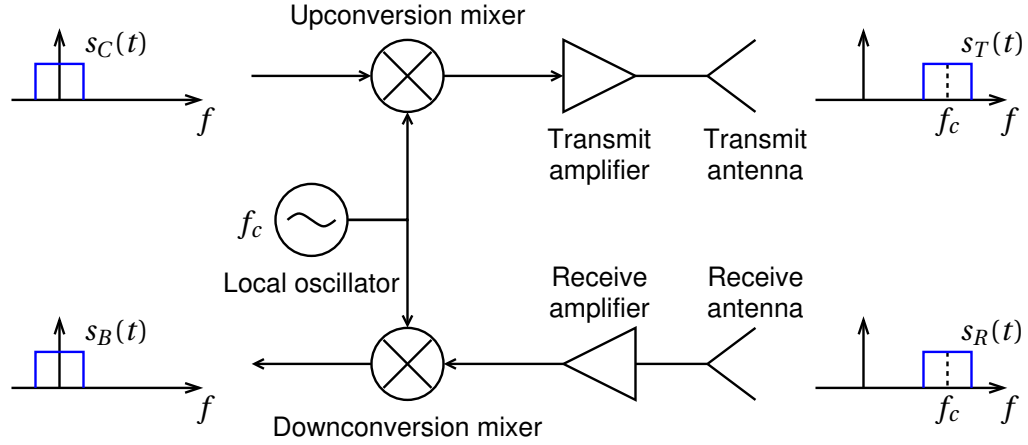 Upconversion mixer
s_C(t)
f
Transmit
amplifier
Transmit
antenna
s_T(t)
f_c
f
f_c
Local oscillator
Receive
amplifier
Receive
antenna
s_B(t)
f
s_R(t)
f_c
f
Downconversion mixer